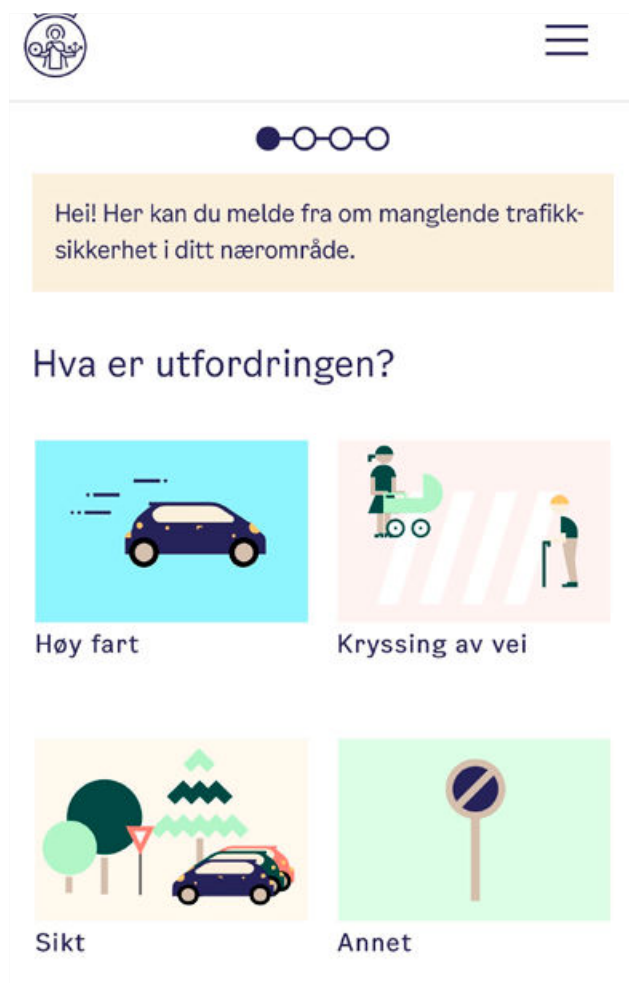 Hei! Her kan du melde fra om manglende trafikk-
sikkerhet i ditt nærområde.
Hva er utfordringen?
Høy fart
Kryssing av vei
Sikt
Annet